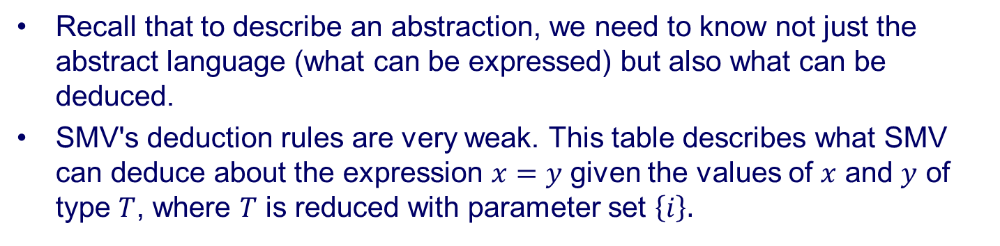 • Recall that to describe an abstraction, we need to know not just the
abstract language (what can be expressed) but also what can be
deduced.
• SMV's deduction rules are very weak. This table describes what SMV
can deduce about the expression x = y given the values of x and y of
type T, where T is reduced with parameter set {i}.